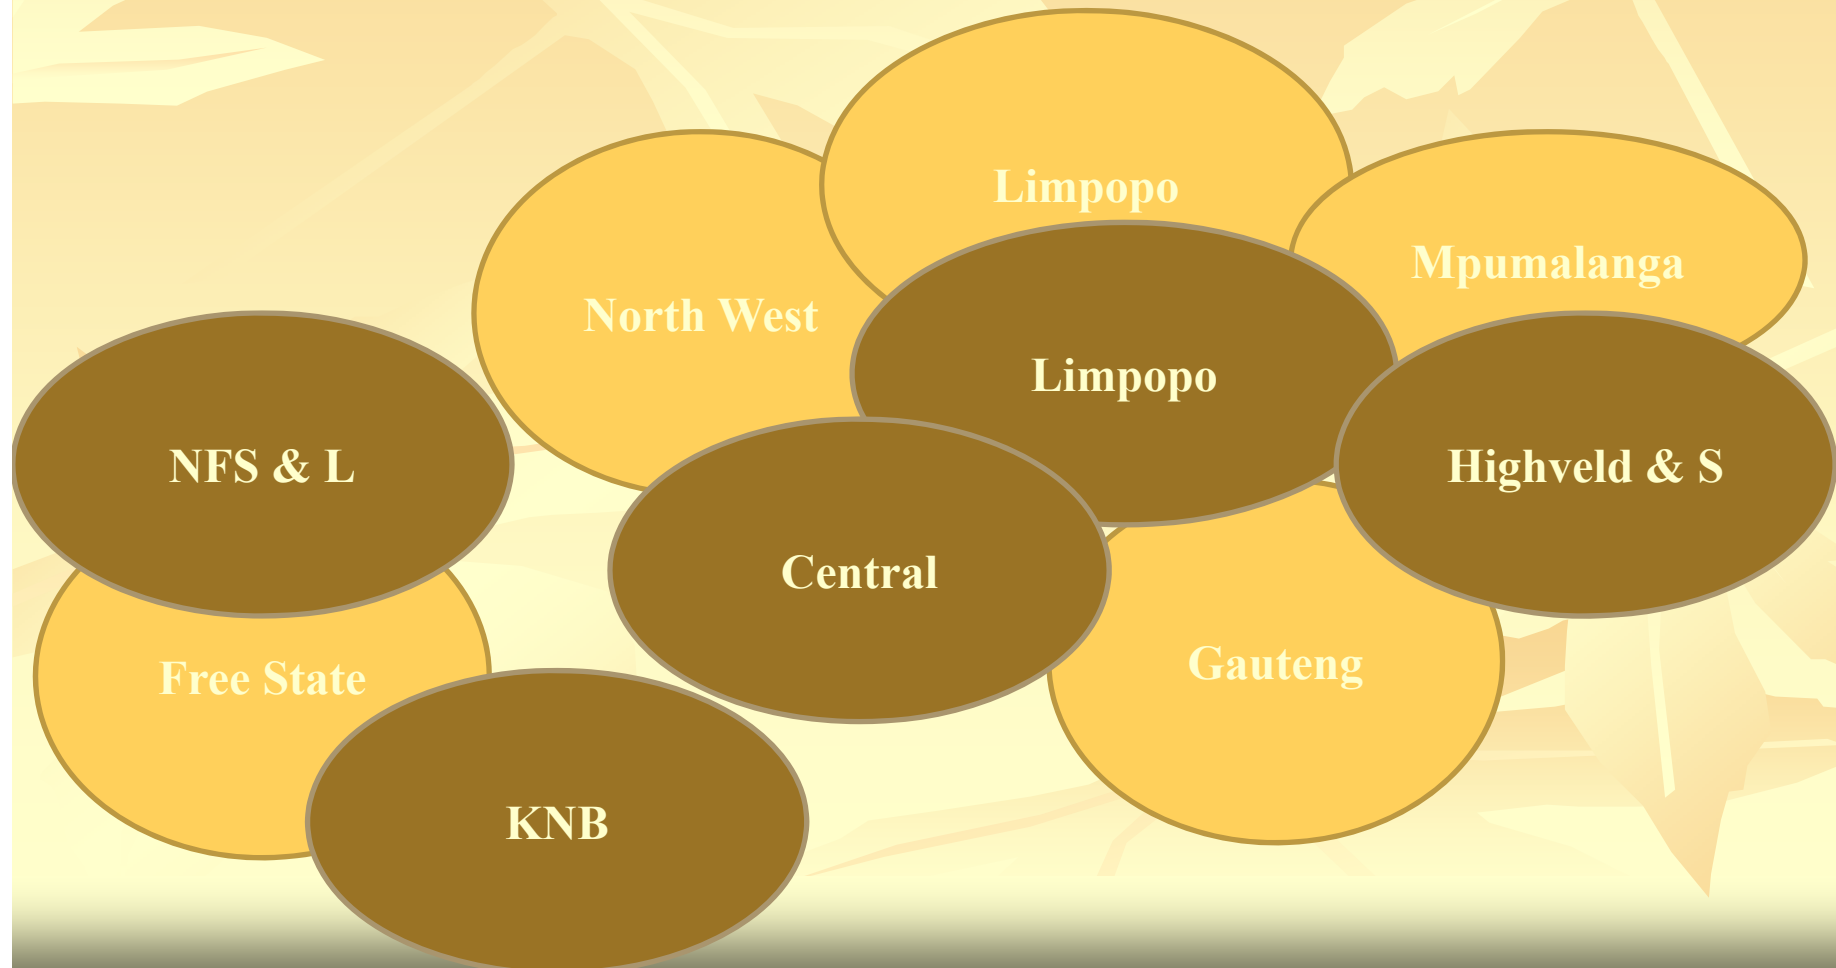 Limpopo
Mpumalanga
North West
Limpopo
NFS & L
Highveld & S
Central
Gauteng
Free State
KNB